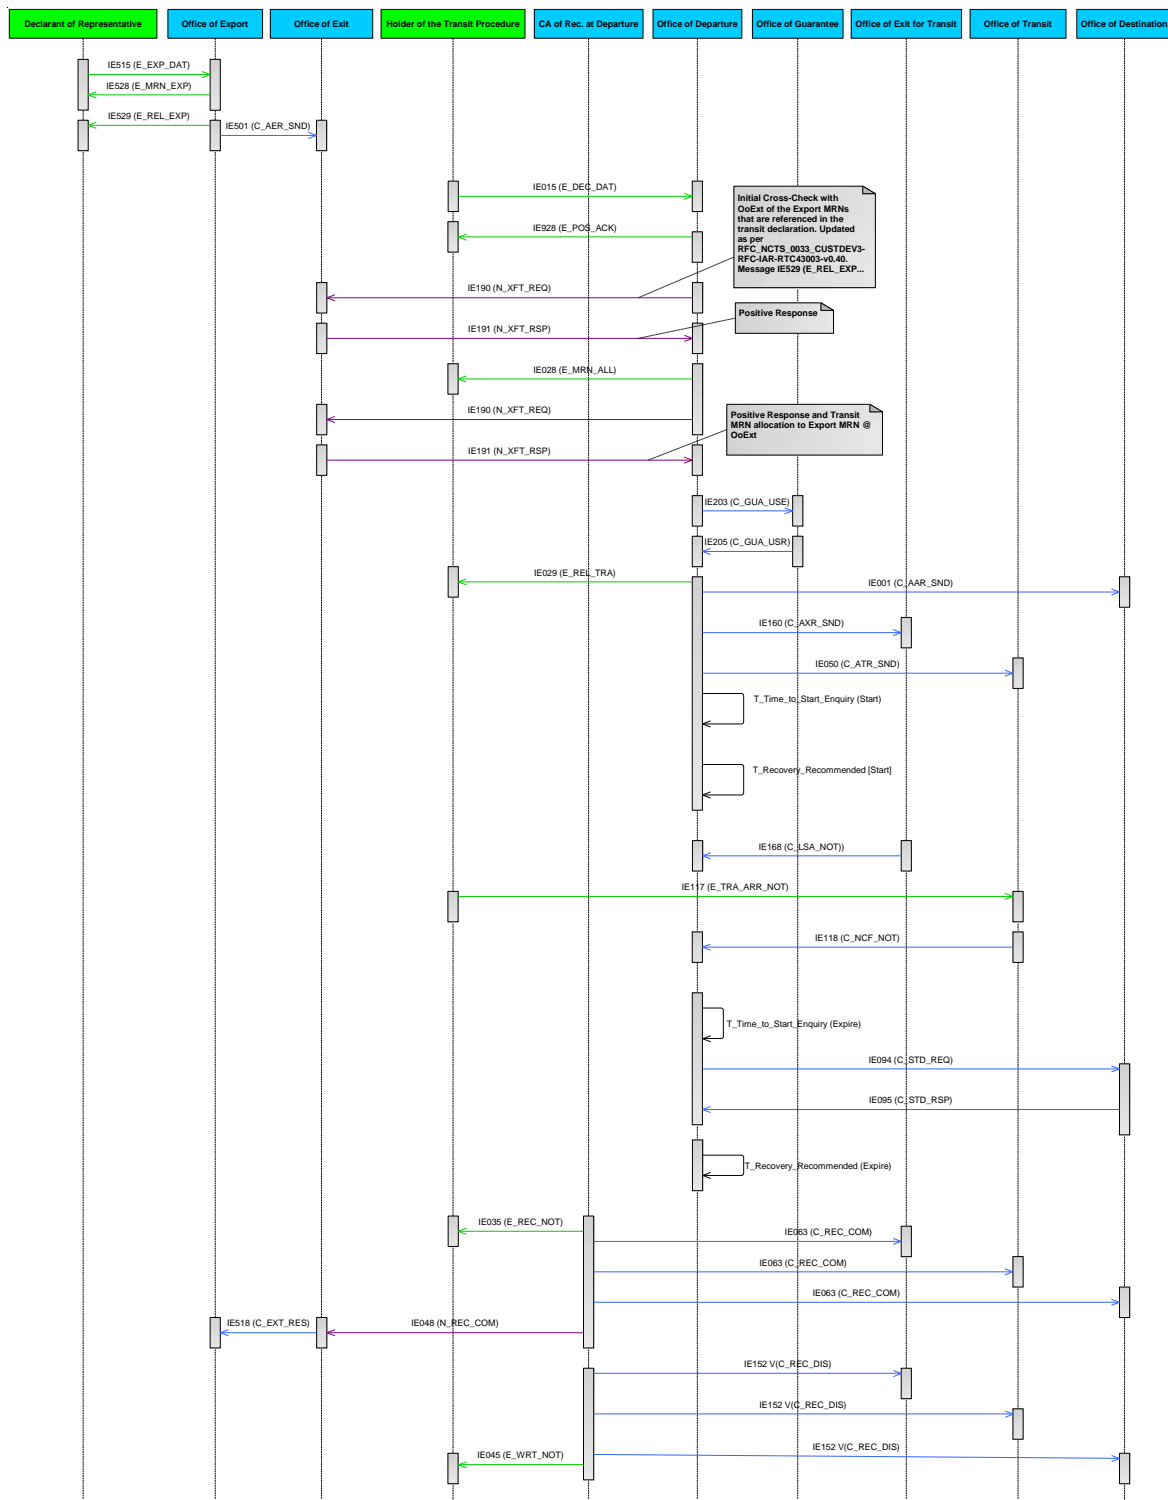 Declarant of Representative
Office of Export
Office of Exit
Holder of the Transit Procedure
CA of Rec. at Departure
Office of Departure
Office of Guarantee
Office of Exit for Transit
Office of Transit
Office of Destination
IE515 (E_EXP_DAT)
IE528 (E_MRN_EXP)
IE529 (E_REL_EXP)
IE501 (C_AER_SND)
IE015 (E_DEC_DAT)
Initial Cross-Check with
OoExt of the Export MRNs
that are referenced in the
transit declaration. Updated
as per
RFC_NCTS_0033_CUSTDEV3-
RFC-IAR-RTC43003-v0.40.
Message IE529 (E_REL_EXP...
IE928 (E_POS_ACK)
IE190 (N_XFT_REQ)
Positive Response
IE191 (N_XFT_RSP)
IE028 (E_MRN_ALL)
IE190 (N_XFT_REQ)
Positive Response and Transit
MRN allocation to Export MRN @
OoExt
IE191 (N_XFT_RSP)
IE203 (C_GUA_USE)
IE205 (C_GUA_USR)
IE029 (E_REL_TRA)
IE001 (C_AAR_SND)
IE160 (C_AXR_SND)
IE050 (C_ATR_SND)
T_Time_to_Start_Enquiry (Start)
T_Recovery_Recommended [Start]
IE168 (C_LSA_NOT))
IE117 (E_TRA_ARR_NOT)
IE118 (C_NCF_NOT)
T_Time_to_Start_Enquiry (Expire)
IE094 (C_STD_REQ)
IE095 (C_STD_RSP)
T_Recovery_Recommended (Expire)
IE035 (E_REC_NOT)
IE063 (C_REC_COM)
IE063 (C_REC_COM)
IE063 (C_REC_COM)
IE518 (C_EXT_RES)
IE048 (N_REC_COM)
IE152 V(C_REC_DIS)
IE152 V(C_REC_DIS)
IE152 V(C_REC_DIS)
IE045 (E_WRT_NOT)